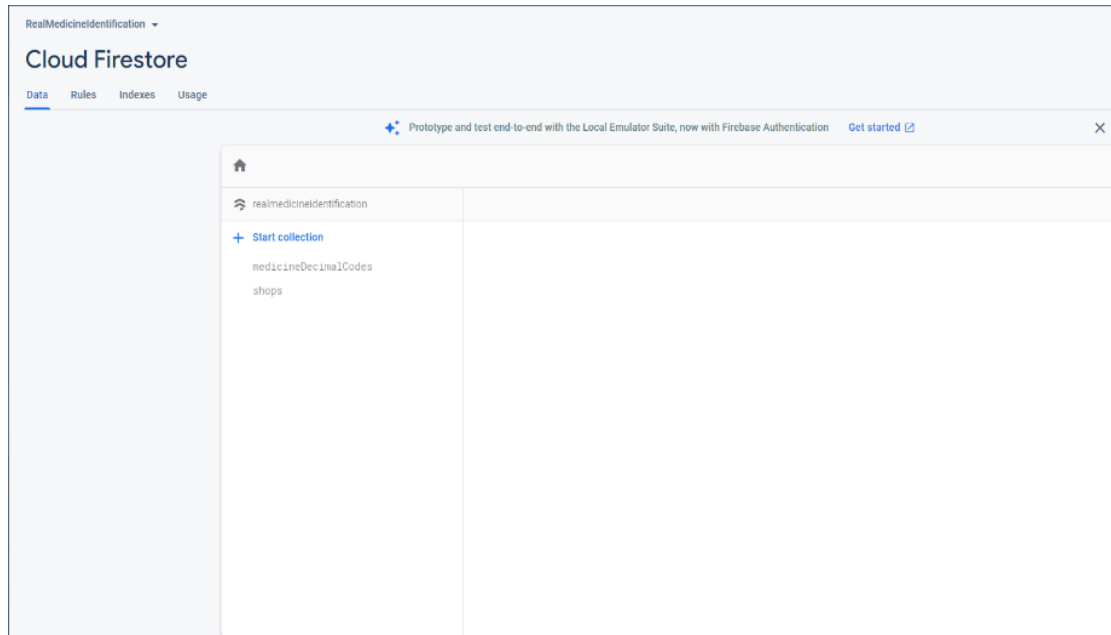 RealMedicineIdentification
Cloud Firestore
Data Rules Indexes Usage
Prototype and test end-to-end with the Local Emulator Suite, now with Firebase Authentication Get started
realmedicineidentification
+ Start collection
medicineDecimalCodes
shops